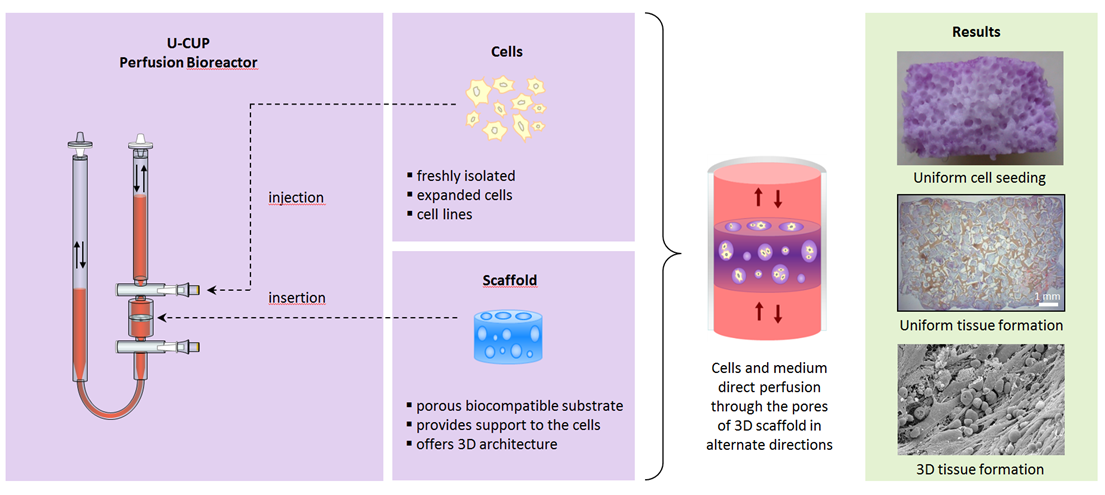 U-CUP
Perfusion Bioreactor
injection
insertion
Cells
▪ freshly isolated
▪ expanded cells
▪ cell lines
Scaffold
▪ porous biocompatible substrate
▪ provides support to the cells
▪ offers 3D architecture
Cells and medium
direct perfusion
through the pores
of 3D scaffold in
alternate directions
Results
Uniform cell seeding
1 mm
Uniform tissue formation
3D tissue formation